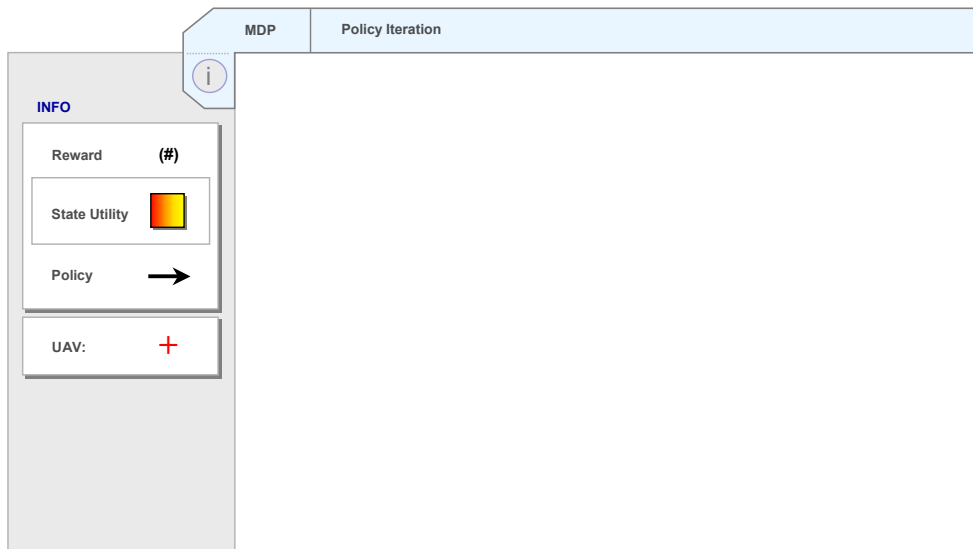 MDP
Policy Iteration
i
INFO
Reward (#)
State Utility
Policy
UAV: +